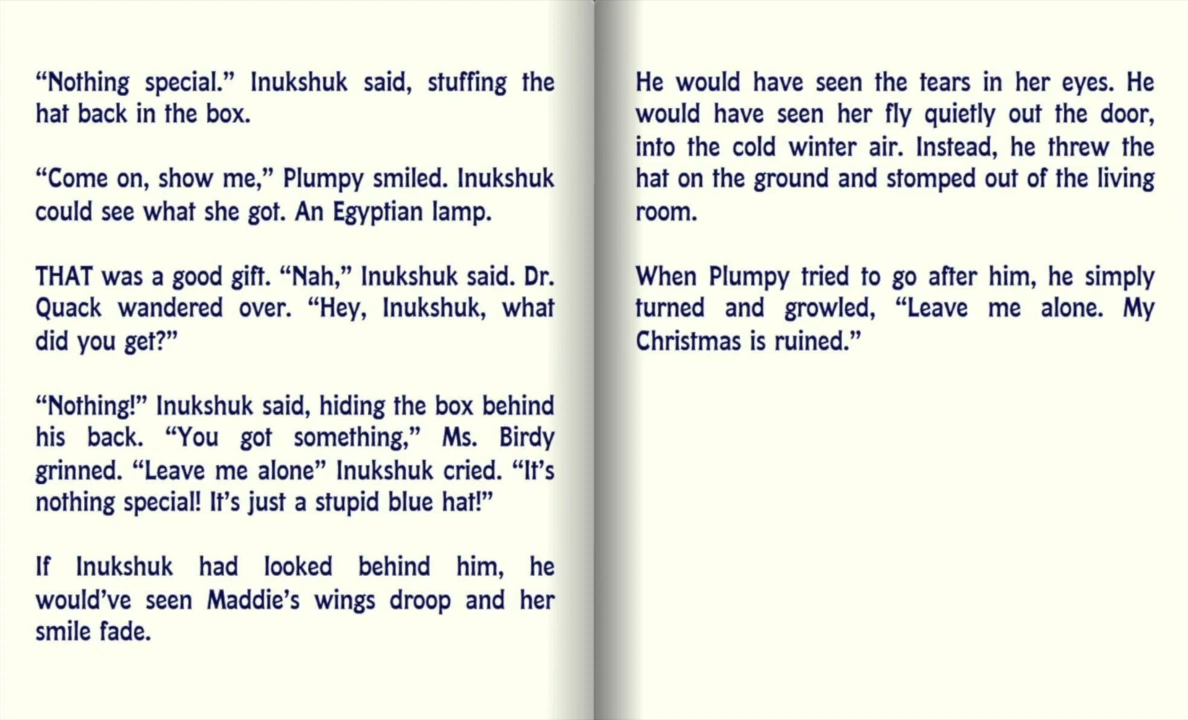 “Nothing special.” Inukshuk said, stuffing the
hat back in the box.
“Come on, show me,” Plumpy smiled. Inukshuk
could see what she got. An Egyptian lamp.
THAT was a good gift. “Nah,” Inukshuk said. Dr.
Quack wandered over. “Hey, Inukshuk, what
did you get?”
“Nothing!” Inukshuk said, hiding the box behind
his back. “You got something,” Ms. Birdy
grinned. “Leave me alone” Inukshuk cried. “It’s
nothing special! It’s just a stupid blue hat!”
If Inukshuk had looked behind him, he
would’ve seen Maddie’s wings droop and her
smile fade.
He would have seen the tears in her eyes. He
would have seen her fly quietly out the door,
into the cold winter air. Instead, he threw the
hat on the ground and stomped out of the living
room.
When Plumpy tried to go after him, he simply
turned and growled, “Leave me alone. My
Christmas is ruined.”